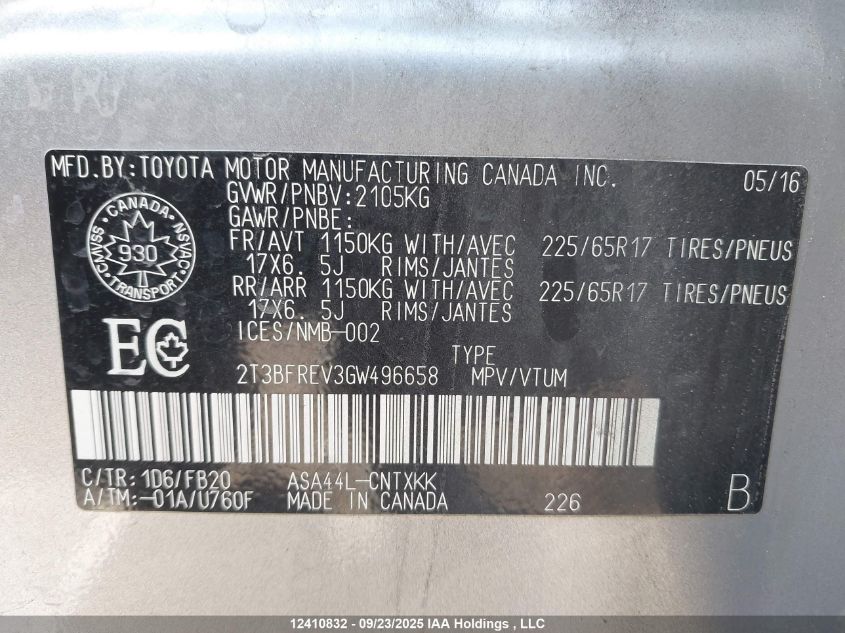 MFD.BY:TOYOTA MOTOR MANUFACTURING CANADA INC. 05/16
GVWR/PNBV:2105KG
GAWR/PNBE:
FR/AVT 1150KG WITH/AVEC 225/65R17 TIRES/PNEUS
17X6.5J RIMS/JANTES
RR/ARR 1150KG WITH/AVEC 225/65R17 TIRES/PNEUS
17X6.5J RIMS/JANTES
ICES/NMB-002
CANADA
CMVSS 930 NSVAC
TRANSPORT
EC
TYPE
2T3BFREV3GW496658 MPV/VTUM
C/TR:1D6/FB20 ASA44L-CNTXKK
A/TM:-01A/U760F MADE IN CANADA 226 B
12410832 - 09/23/2025 IAA Holdings , LLC